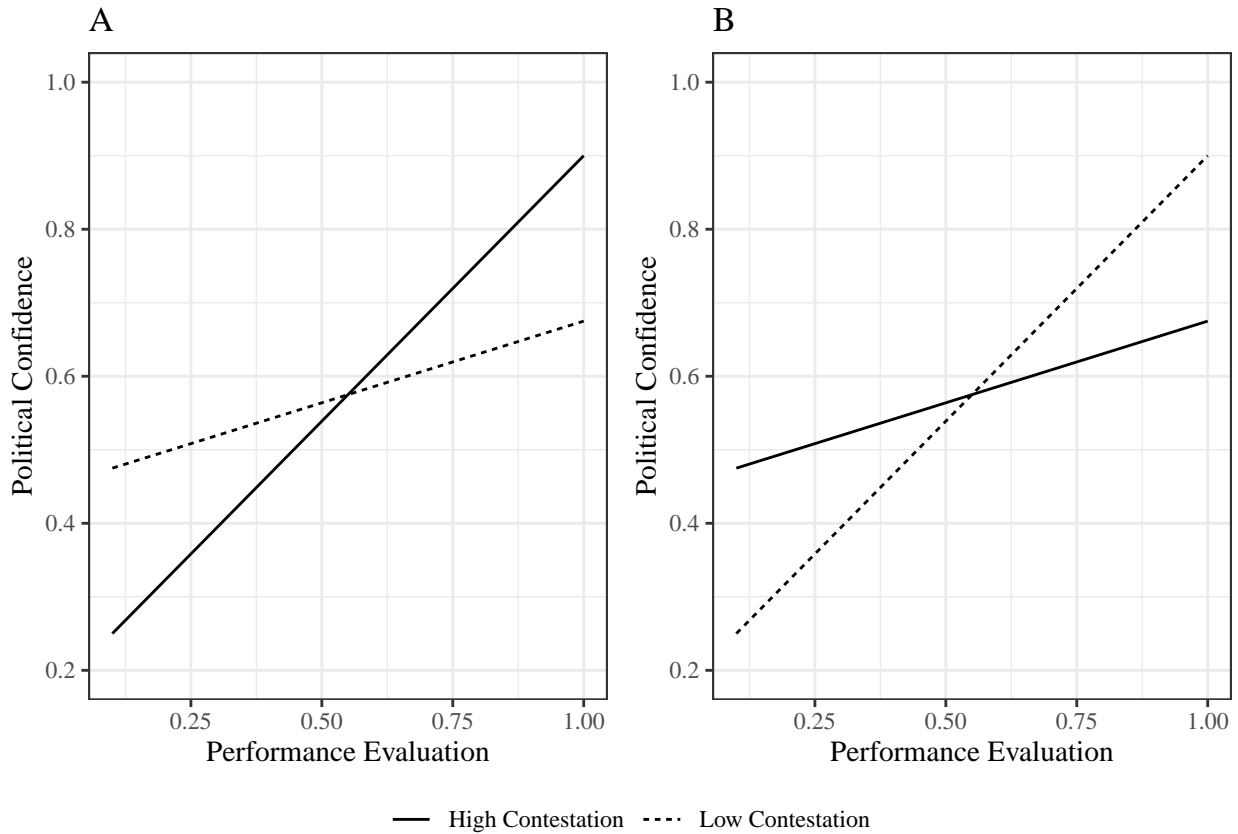 A
B
1.0
0.8
0.6
0.4
0.2
Political Confidence
0.25 0.50 0.75 1.00
Performance Evaluation
1.0
0.8
0.6
0.4
0.2
Political Confidence
0.25 0.50 0.75 1.00
Performance Evaluation
High Contestation Low Contestation